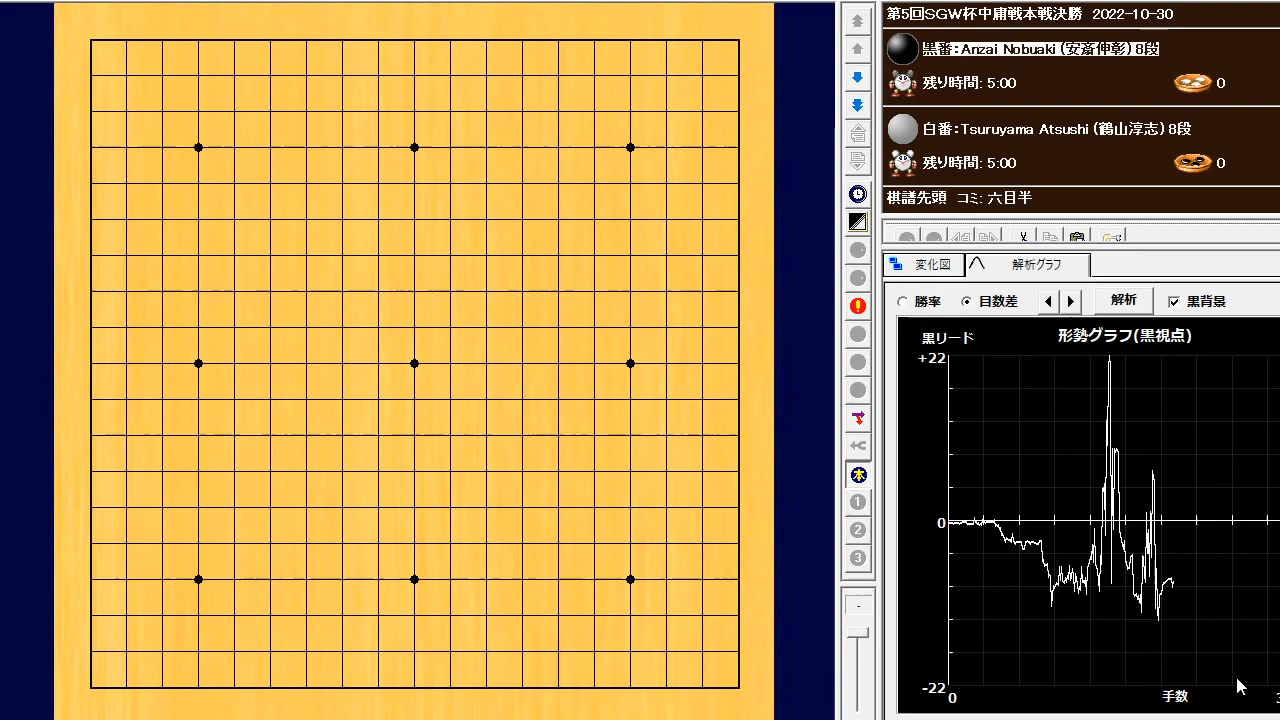 第5回SGW杯中庸戦本戦決勝 2022-10-30
黒番:Anzai Nobuaki (安斎伸彰) 8段
残り時間: 5:00 0
白番:Tsuruyama Atsushi (鶴山淳志) 8段
残り時間: 5:00 0
棋譜先頭 コミ: 六目半
変化図 解析グラフ
勝率 目数差 解析 黒背景
黒リード 形勢グラフ(黒視点)
+22
0
-22
0 手数
1
2
3
-